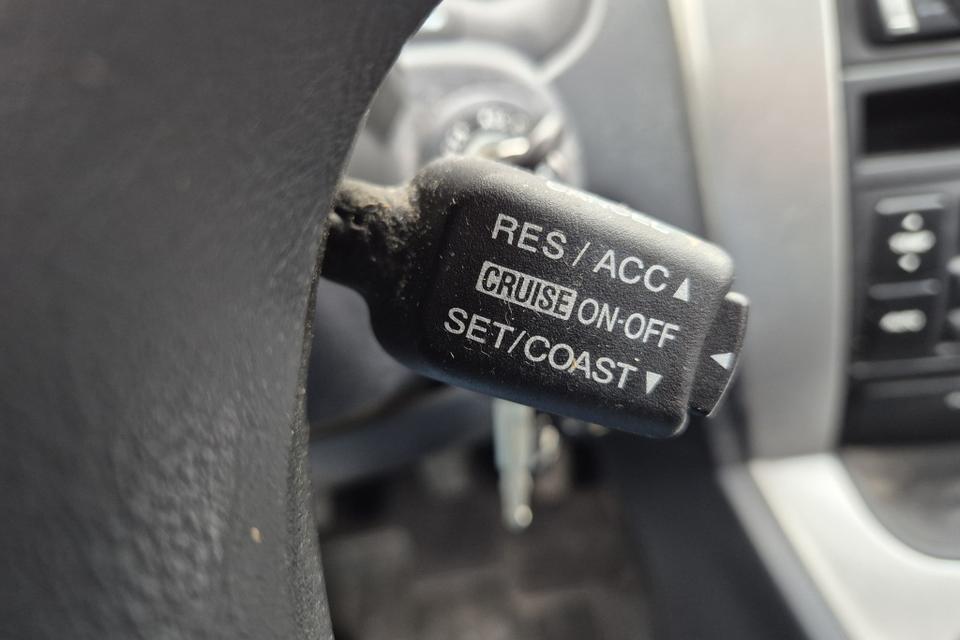 RES / ACC ▲
CRUISE ON-OFF ◄
SET/COAST ▼